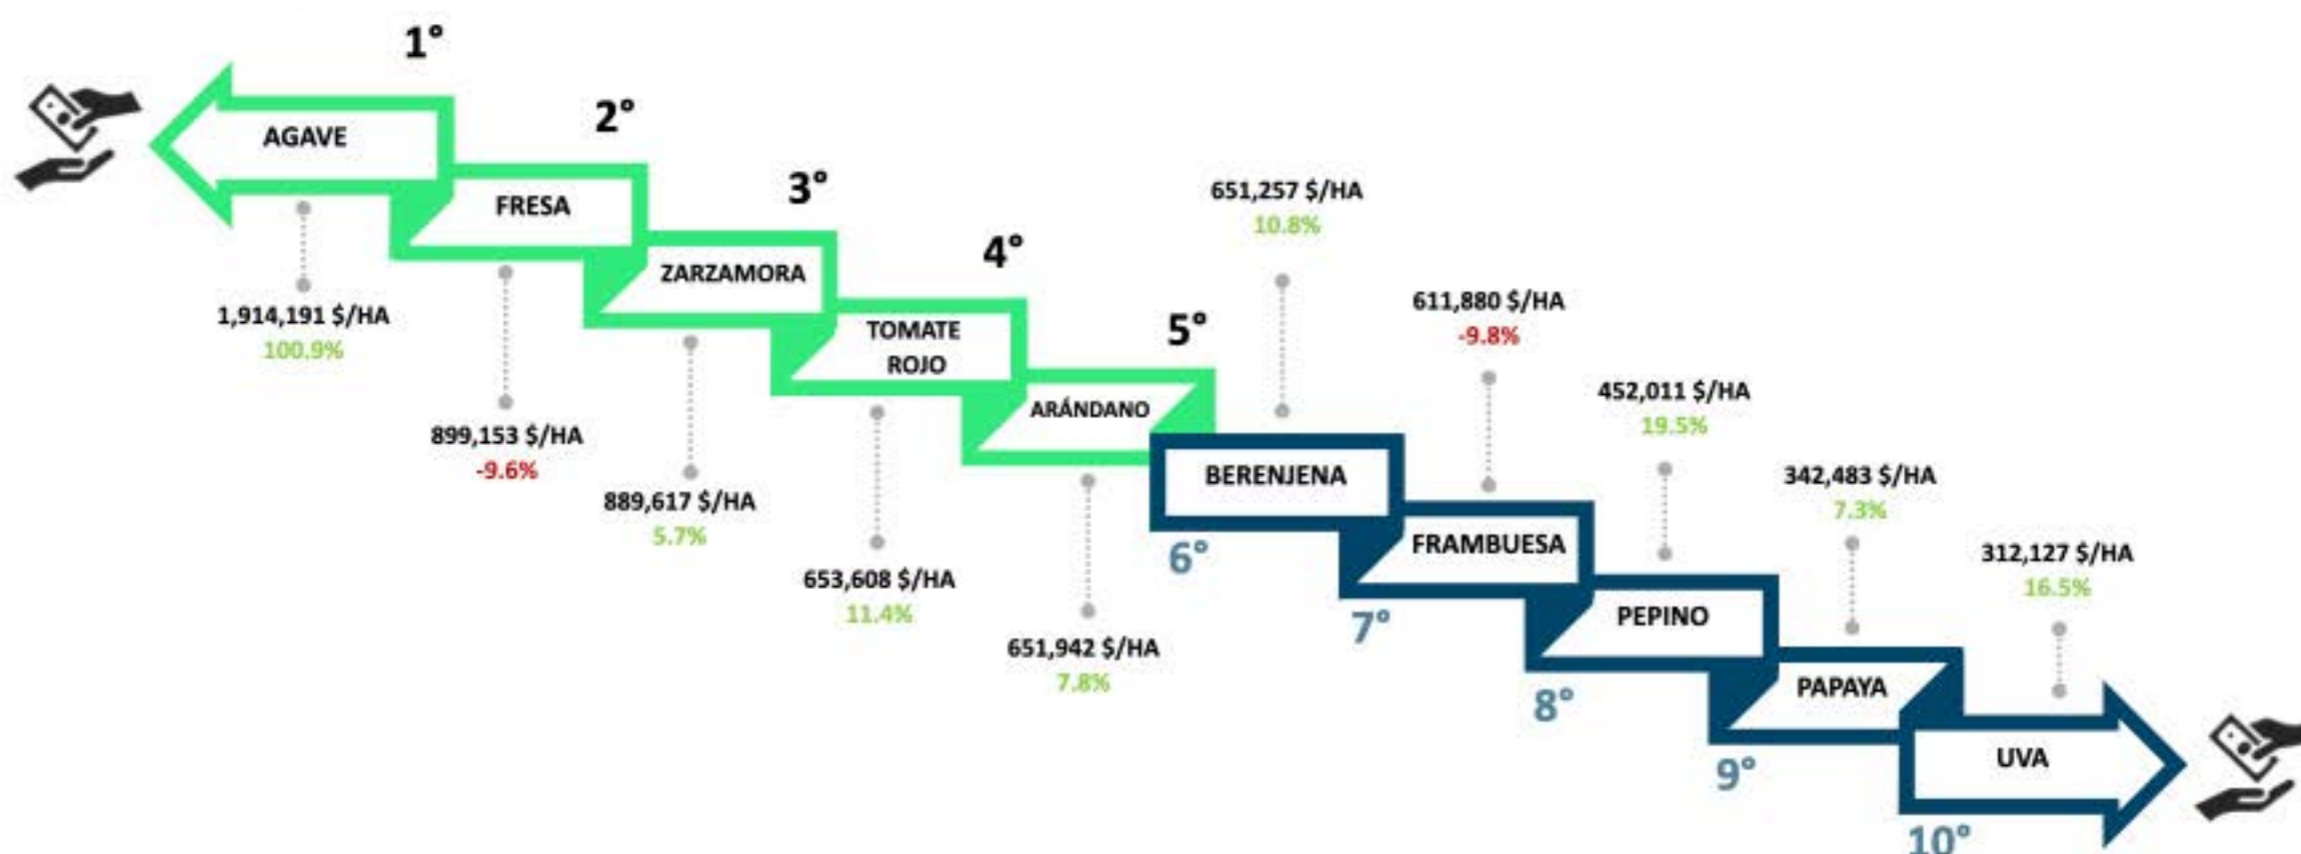 1°
AGAVE
1,914,191 $/HA
100.9%
2°
FRESA
899,153 $/HA
-9.6%
3°
ZARZAMORA
889,617 $/HA
5.7%
4°
TOMATE
ROJO
653,608 $/HA
11.4%
5°
ARÁNDANO
651,942 $/HA
7.8%
651,257 $/HA
10.8%
BERENJENA
6°
611,880 $/HA
-9.8%
FRAMBUESA
7°
452,011 $/HA
19.5%
PEPINO
8°
342,483 $/HA
7.3%
PAPAYA
9°
312,127 $/HA
16.5%
UVA
10°